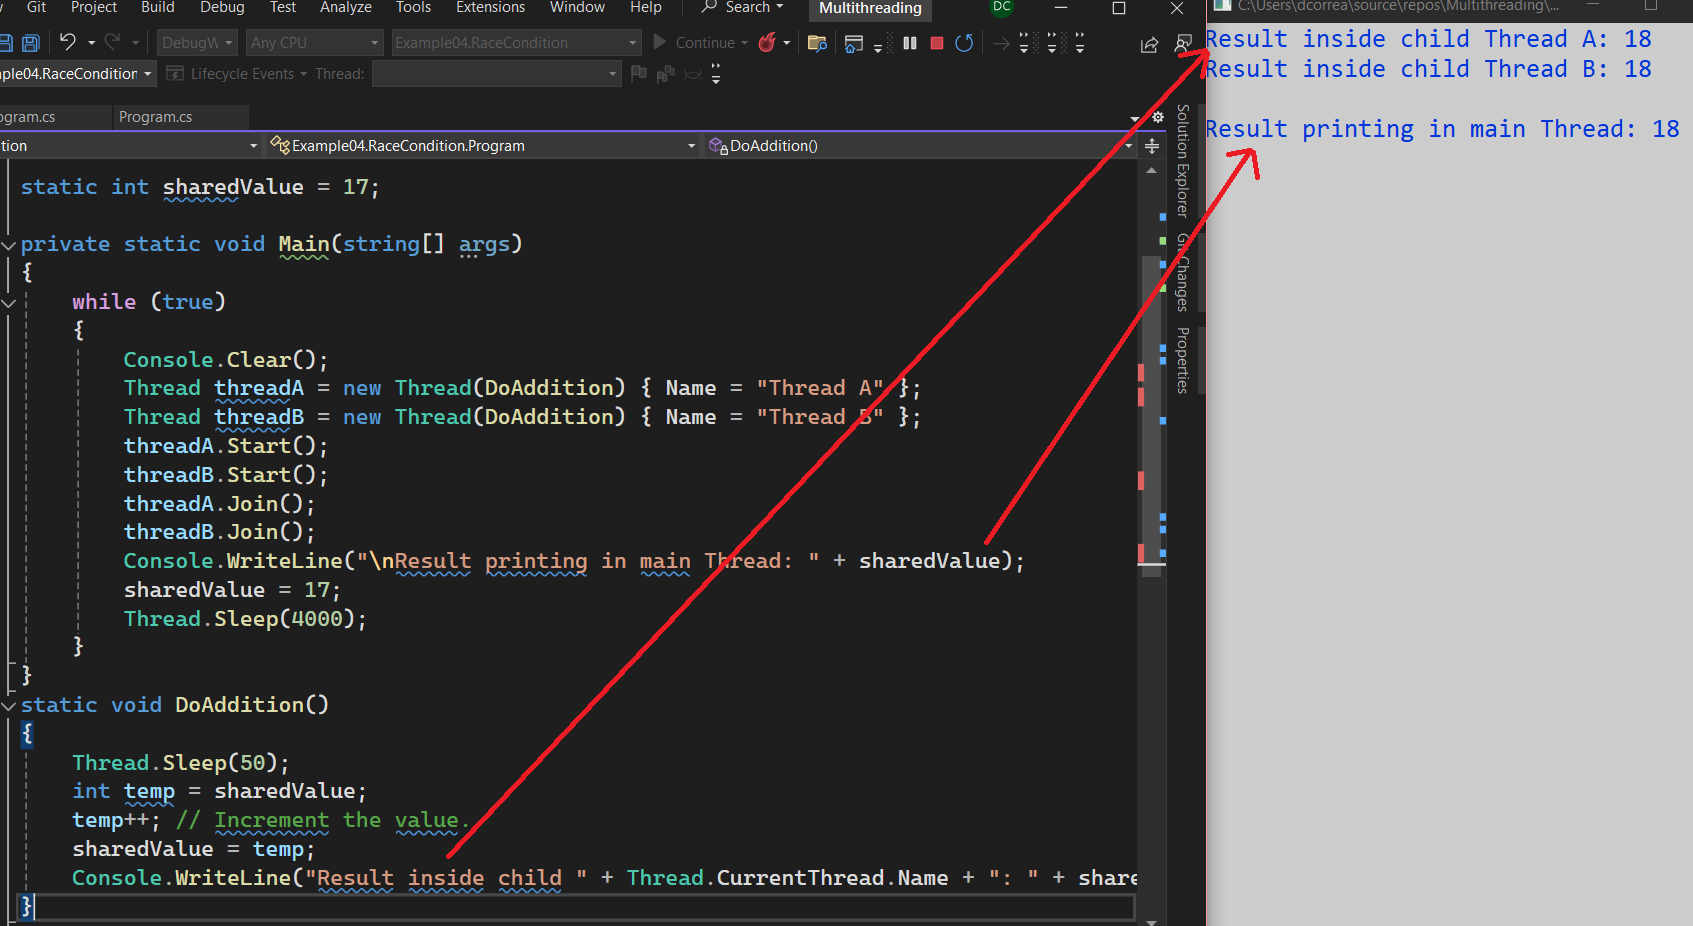 Git Project Build Debug Test Analyze Tools Extensions Window Help Search Multithreading DC
DebugW Any CPU Example04.RaceCondition Continue
mple04.RaceCondition Lifecycle Events Thread:
ogram.cs Program.cs
tion Example04.RaceCondition.Program DoAddition()
static int sharedValue = 17;
private static void Main(string[] args)
{
while (true)
{
Console.Clear();
Thread threadA = new Thread(DoAddition) { Name = "Thread A" };
Thread threadB = new Thread(DoAddition) { Name = "Thread B" };
threadA.Start();
threadB.Start();
threadA.Join();
threadB.Join();
Console.WriteLine("\nResult printing in main Thread: " + sharedValue);
sharedValue = 17;
Thread.Sleep(4000);
}
}
static void DoAddition()
{
Thread.Sleep(50);
int temp = sharedValue;
temp++; // Increment the value.
sharedValue = temp;
Console.WriteLine("Result inside child " + Thread.CurrentThread.Name + ": " + share
}
Solution Explorer
Git Changes
Properties
C:\Users\dcorrea\source\repos\Multithreading\...
Result inside child Thread A: 18
Result inside child Thread B: 18
Result printing in main Thread: 18